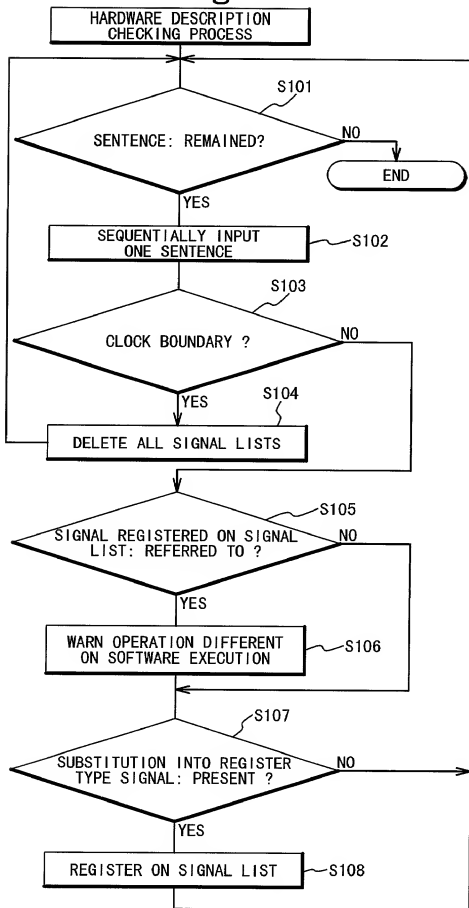 HARDWARE DESCRIPTION
CHECKING PROCESS
S101
SENTENCE: REMAINED?
NO
END
YES
SEQUENTIALLY INPUT
ONE SENTENCE
S102
S103
CLOCK BOUNDARY ?
NO
YES
S104
DELETE ALL SIGNAL LISTS
S105
SIGNAL REGISTERED ON SIGNAL
LIST: REFERRED TO ?
NO
YES
WARN OPERATION DIFFERENT
ON SOFTWARE EXECUTION
S106
S107
SUBSTITUTION INTO REGISTER
TYPE SIGNAL: PRESENT ?
NO
YES
REGISTER ON SIGNAL LIST
S108